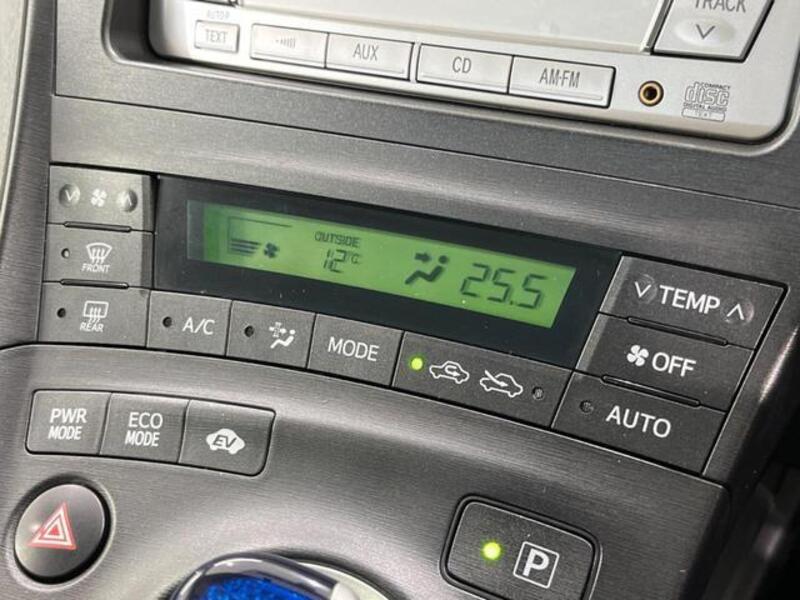 AUTO·P
TEXT
AUX
CD
AM·FM
TRACK
COMPACT
disc
DIGITAL AUDIO
TEXT
OUTSIDE
12°C
25.5
FRONT
REAR
A/C
MODE
TEMP
OFF
AUTO
PWR
MODE
ECO
MODE
EV
P